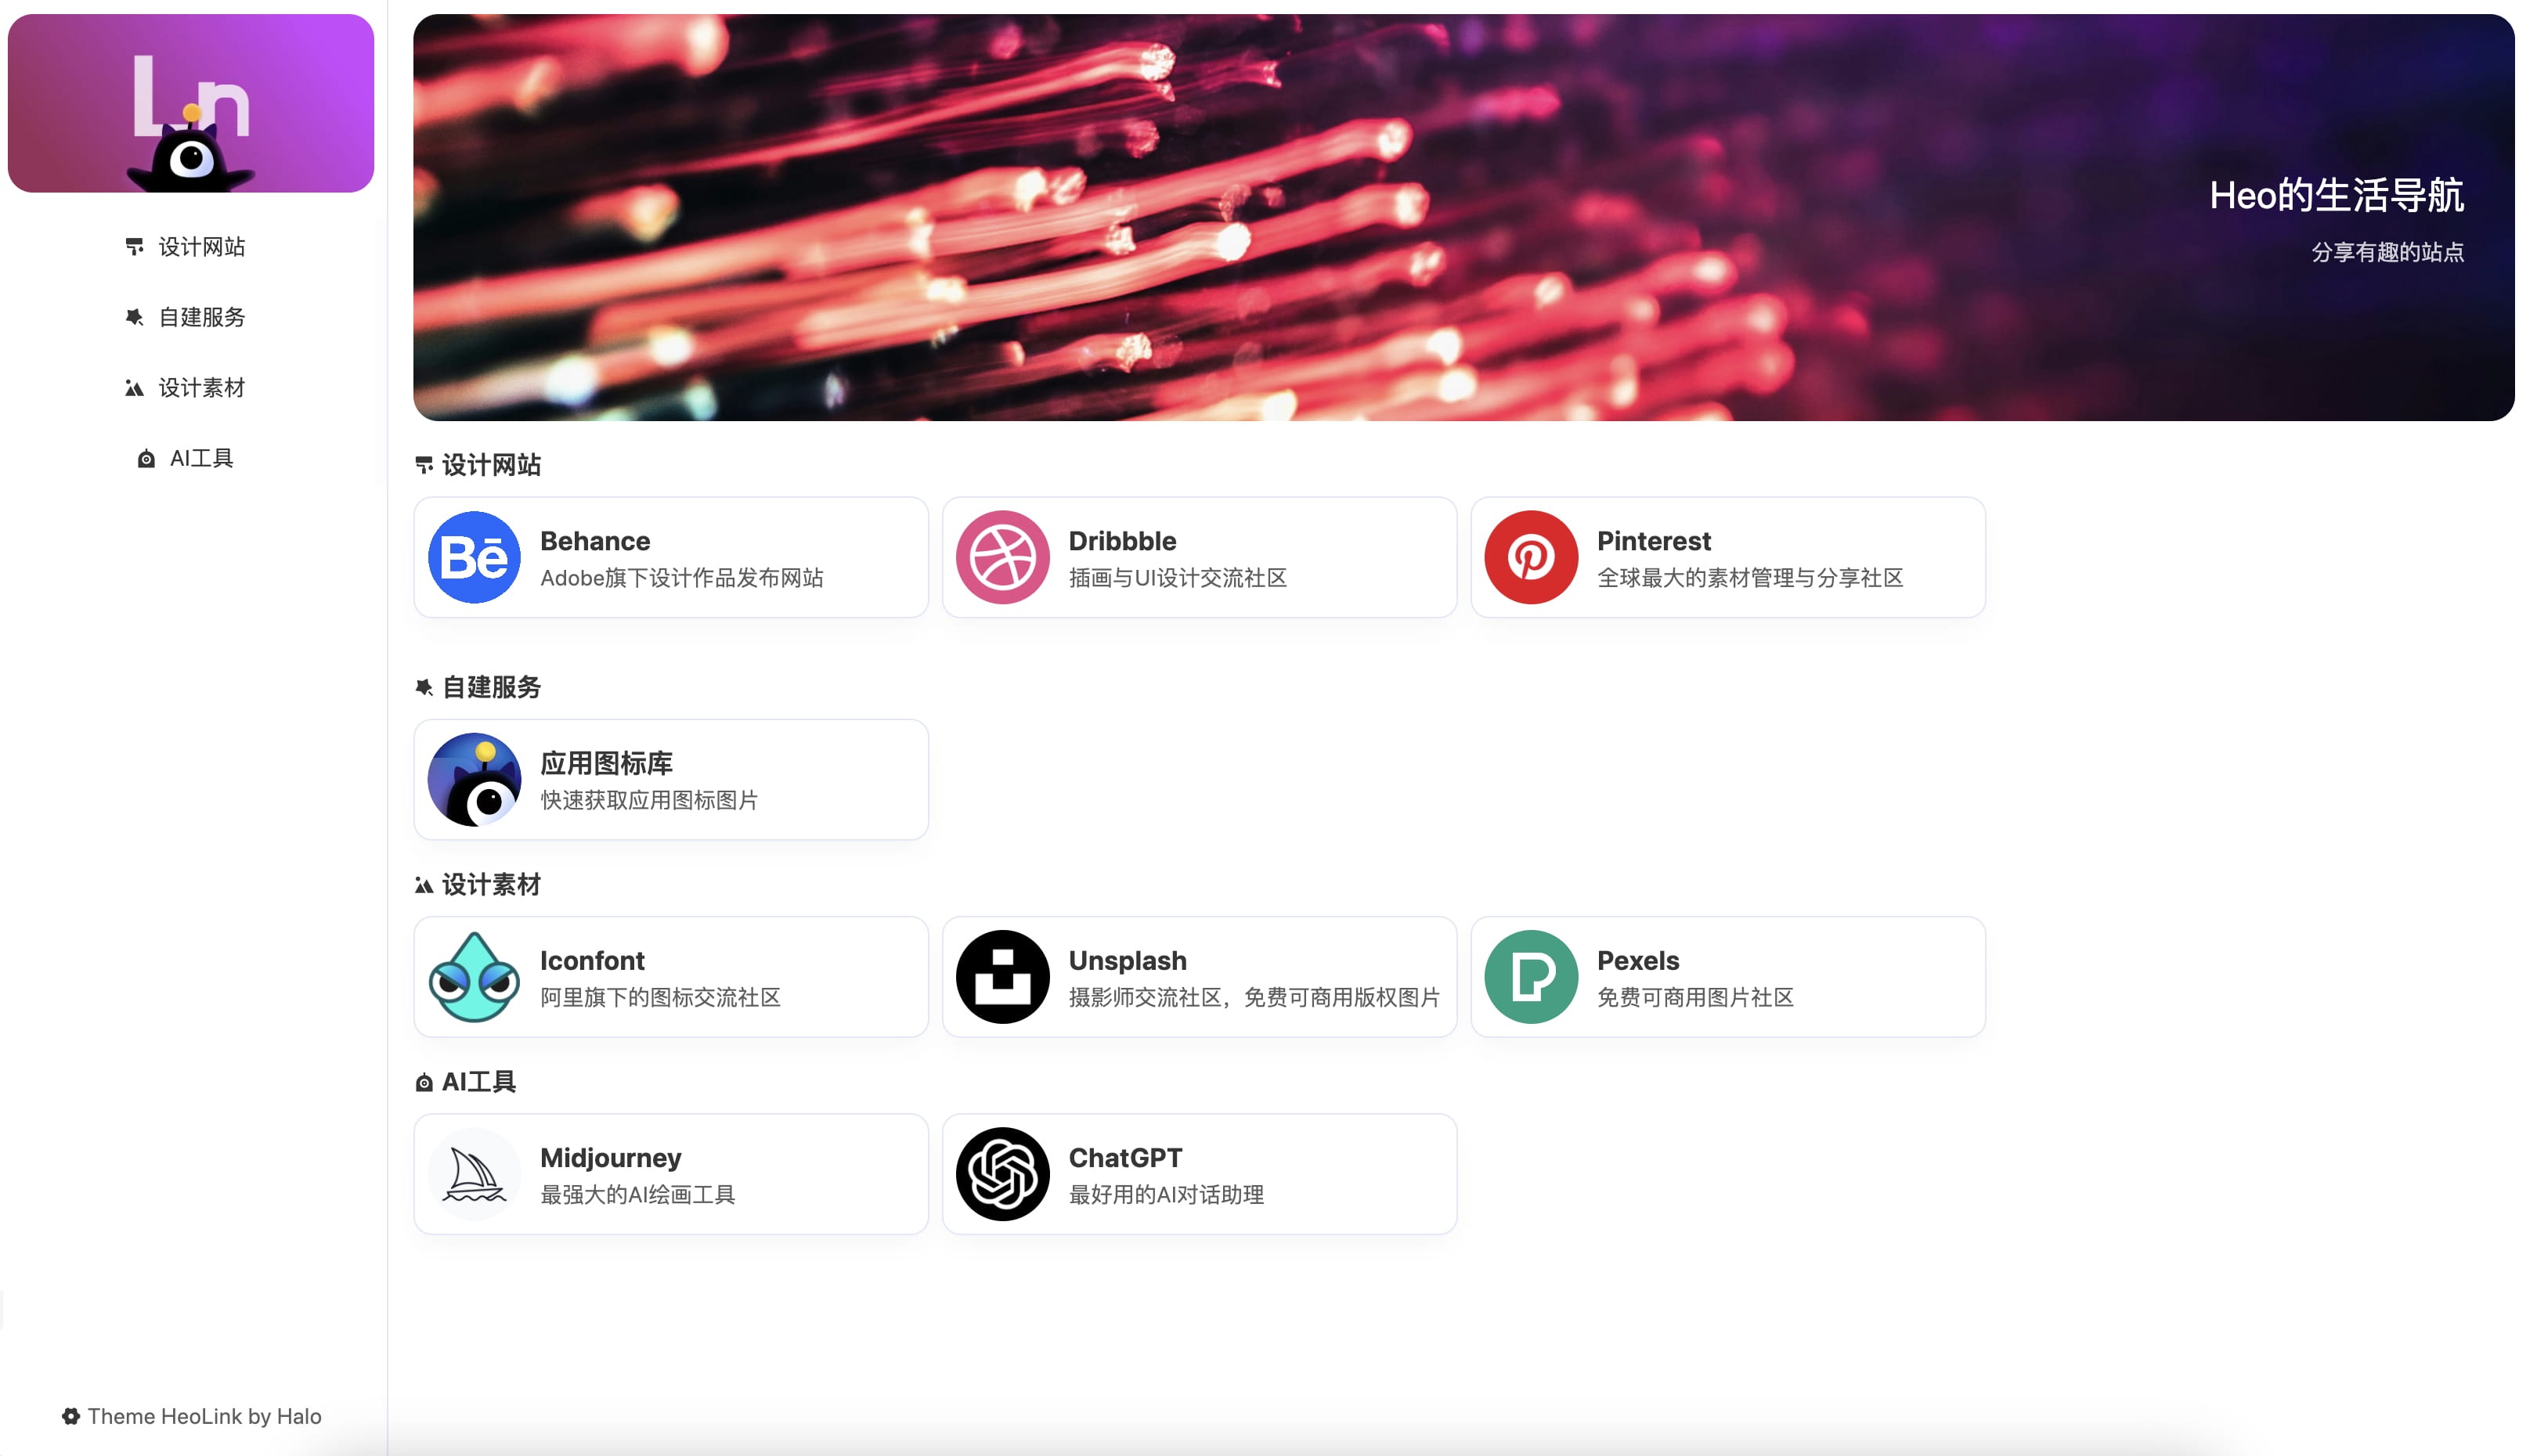 Ln
设计网站
自建服务
设计素材
AI工具
Theme HeoLink by Halo
Heo的生活导航
分享有趣的站点
设计网站
Bē
Behance
Adobe旗下设计作品发布网站
Dribbble
插画与UI设计交流社区
Pinterest
全球最大的素材管理与分享社区
自建服务
应用图标库
快速获取应用图标图片
设计素材
Iconfont
阿里旗下的图标交流社区
Unsplash
摄影师交流社区，免费可商用版权图片
Pexels
免费可商用图片社区
AI工具
Midjourney
最强大的AI绘画工具
ChatGPT
最好用的AI对话助理